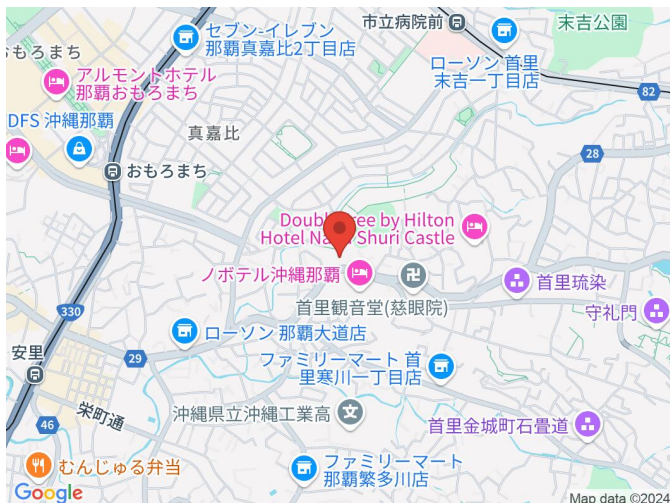 市立病院前
末吉公園
セブン-イレブン
那覇真嘉比2丁目店
おもろまち
ローソン 首里
末吉一丁目店
アルモントホテル
那覇おもろまち
82
DFS 沖縄那覇
真嘉比
28
おもろまち
DoubleTree by Hilton
Hotel Naha Shuri Castle
ノボテル沖縄那覇
首里琉染
首里観音堂(慈眼院)
守礼門
330
ローソン 那覇大道店
安里
29
ファミリーマート 首
里寒川一丁目店
栄町通
沖縄県立沖縄工業高
46
首里金城町石畳道
むんじゅる弁当
ファミリーマート
那覇繁多川店
Google
Map data ©2024